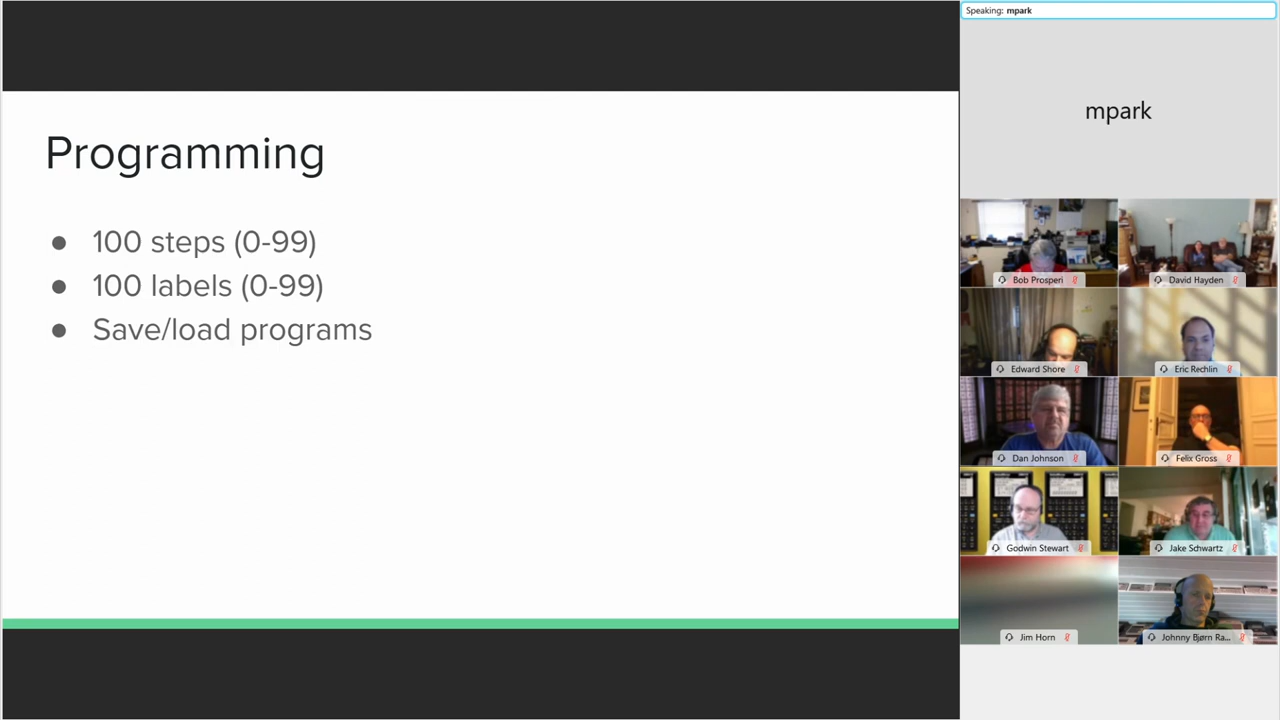 Programming
● 100 steps (0-99)
● 100 labels (0-99)
● Save/load programs
Speaking: mpark
mpark
Bob Prosperi
David Hayden
Edward Shore
Eric Rechlin
Dan Johnson
Felix Gross
Godwin Stewart
Jake Schwartz
Jim Horn
Johnny Bjørn Ra...